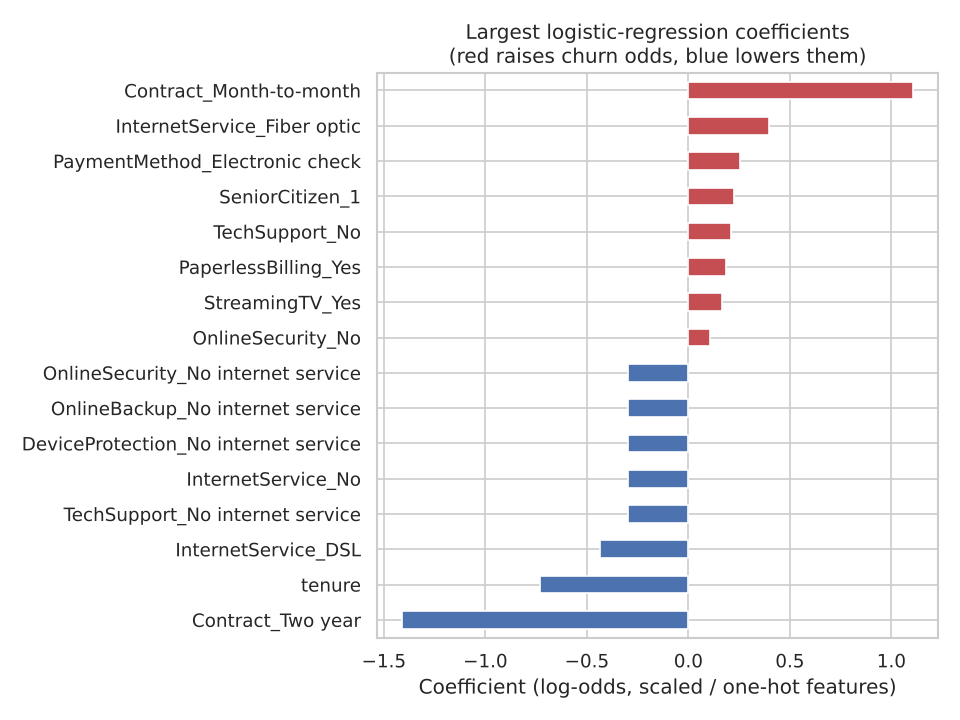 Largest logistic-regression coefficients
(red raises churn odds, blue lowers them)
Contract_Month-to-month
InternetService_Fiber optic
PaymentMethod_Electronic check
SeniorCitizen_1
TechSupport_No
PaperlessBilling_Yes
StreamingTV_Yes
OnlineSecurity_No
OnlineSecurity_No internet service
OnlineBackup_No internet service
DeviceProtection_No internet service
InternetService_No
TechSupport_No internet service
InternetService_DSL
tenure
Contract_Two year
−1.5 −1.0 −0.5 0.0 0.5 1.0
Coefficient (log-odds, scaled / one-hot features)